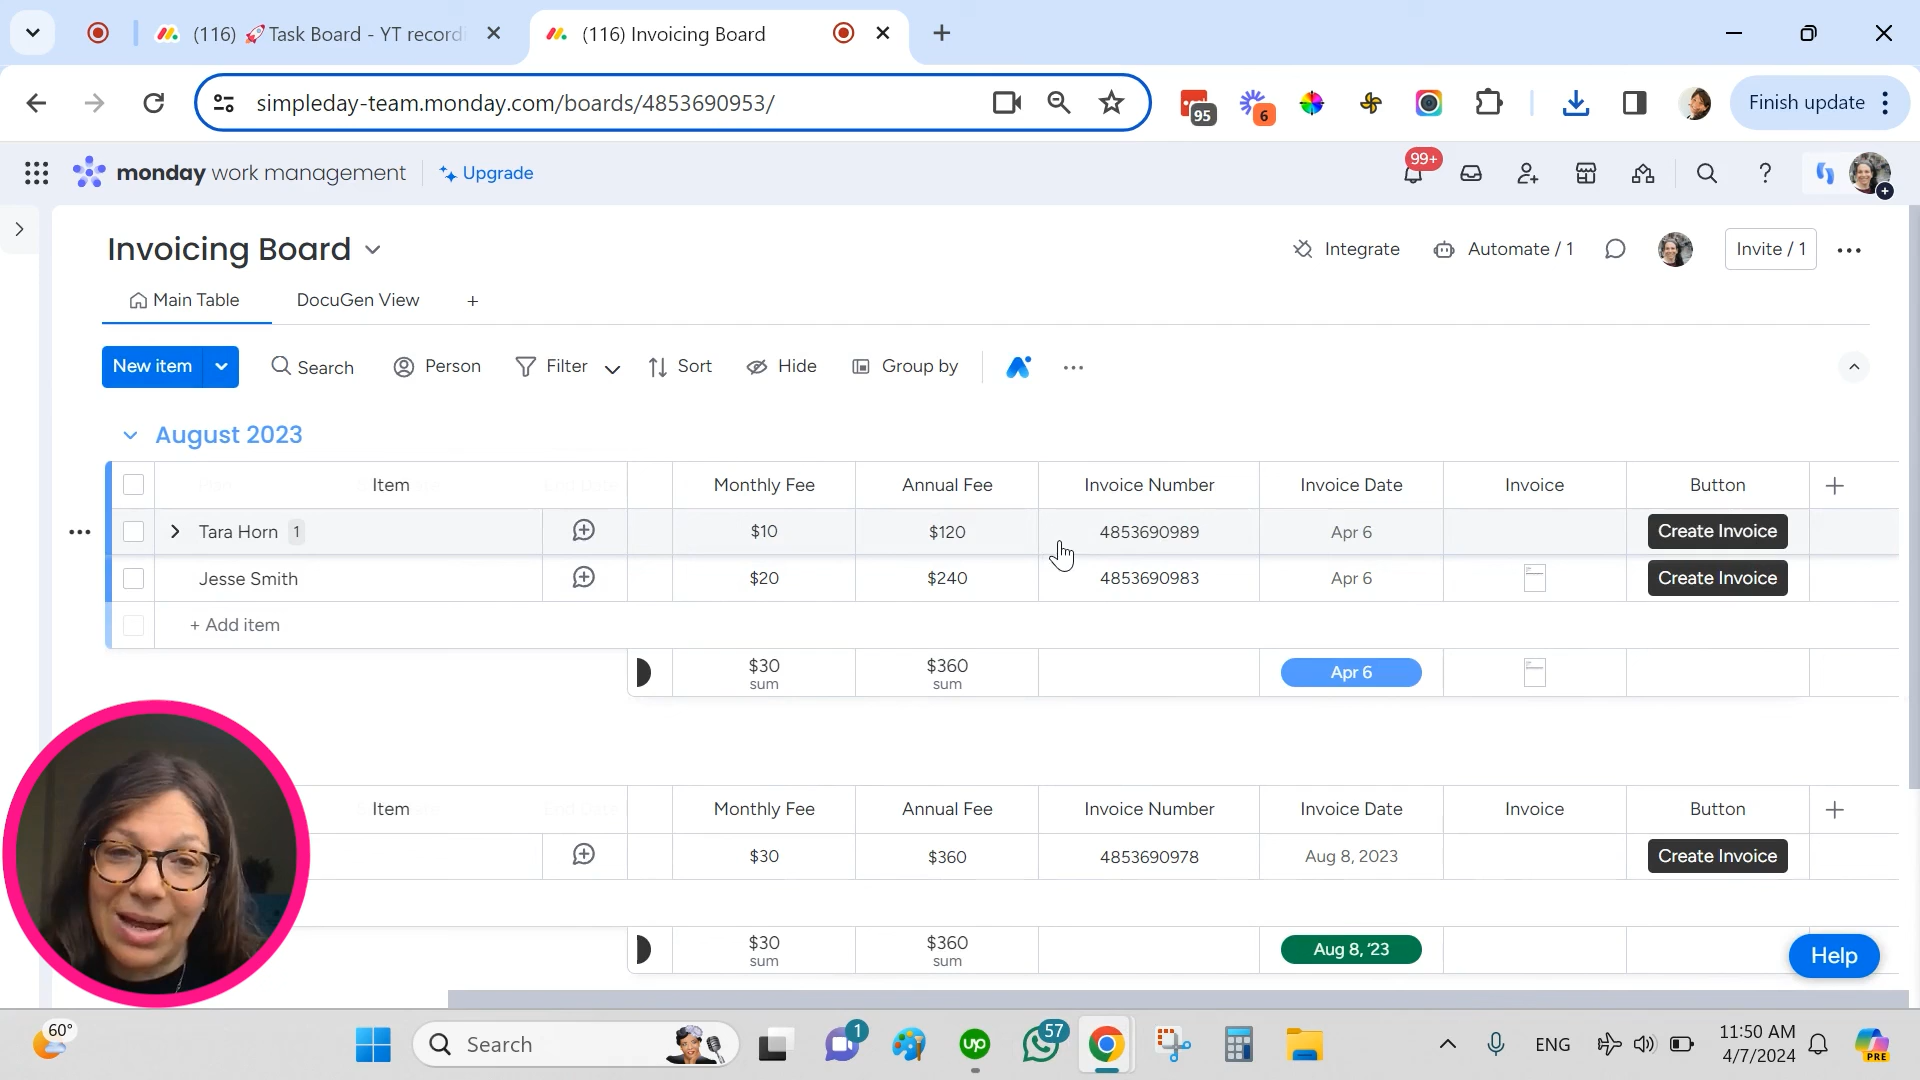 (116) 🚀Task Board - YT record
(116) Invoicing Board
simpleday-team.monday.com/boards/4853690953/
95
6
Finish update
monday work management
Upgrade
99+
Invoicing Board
Integrate
Automate / 1
Invite / 1
Main Table
DocuGen View
New item
Search
Person
Filter
Sort
Hide
Group by
August 2023
Item Monthly Fee Annual Fee Invoice Number Invoice Date Invoice Button
Tara Horn 1 $10 $120 4853690989 Apr 6 Create Invoice
Jesse Smith $20 $240 4853690983 Apr 6 Create Invoice
+ Add item
$30 $360 Apr 6
sum sum
Item Monthly Fee Annual Fee Invoice Number Invoice Date Invoice Button
$30 $360 4853690978 Aug 8, 2023 Create Invoice
$30 $360 Aug 8, '23
sum sum
Help
60°
Search
1
up
57
ENG
11:50 AM
4/7/2024
PRE